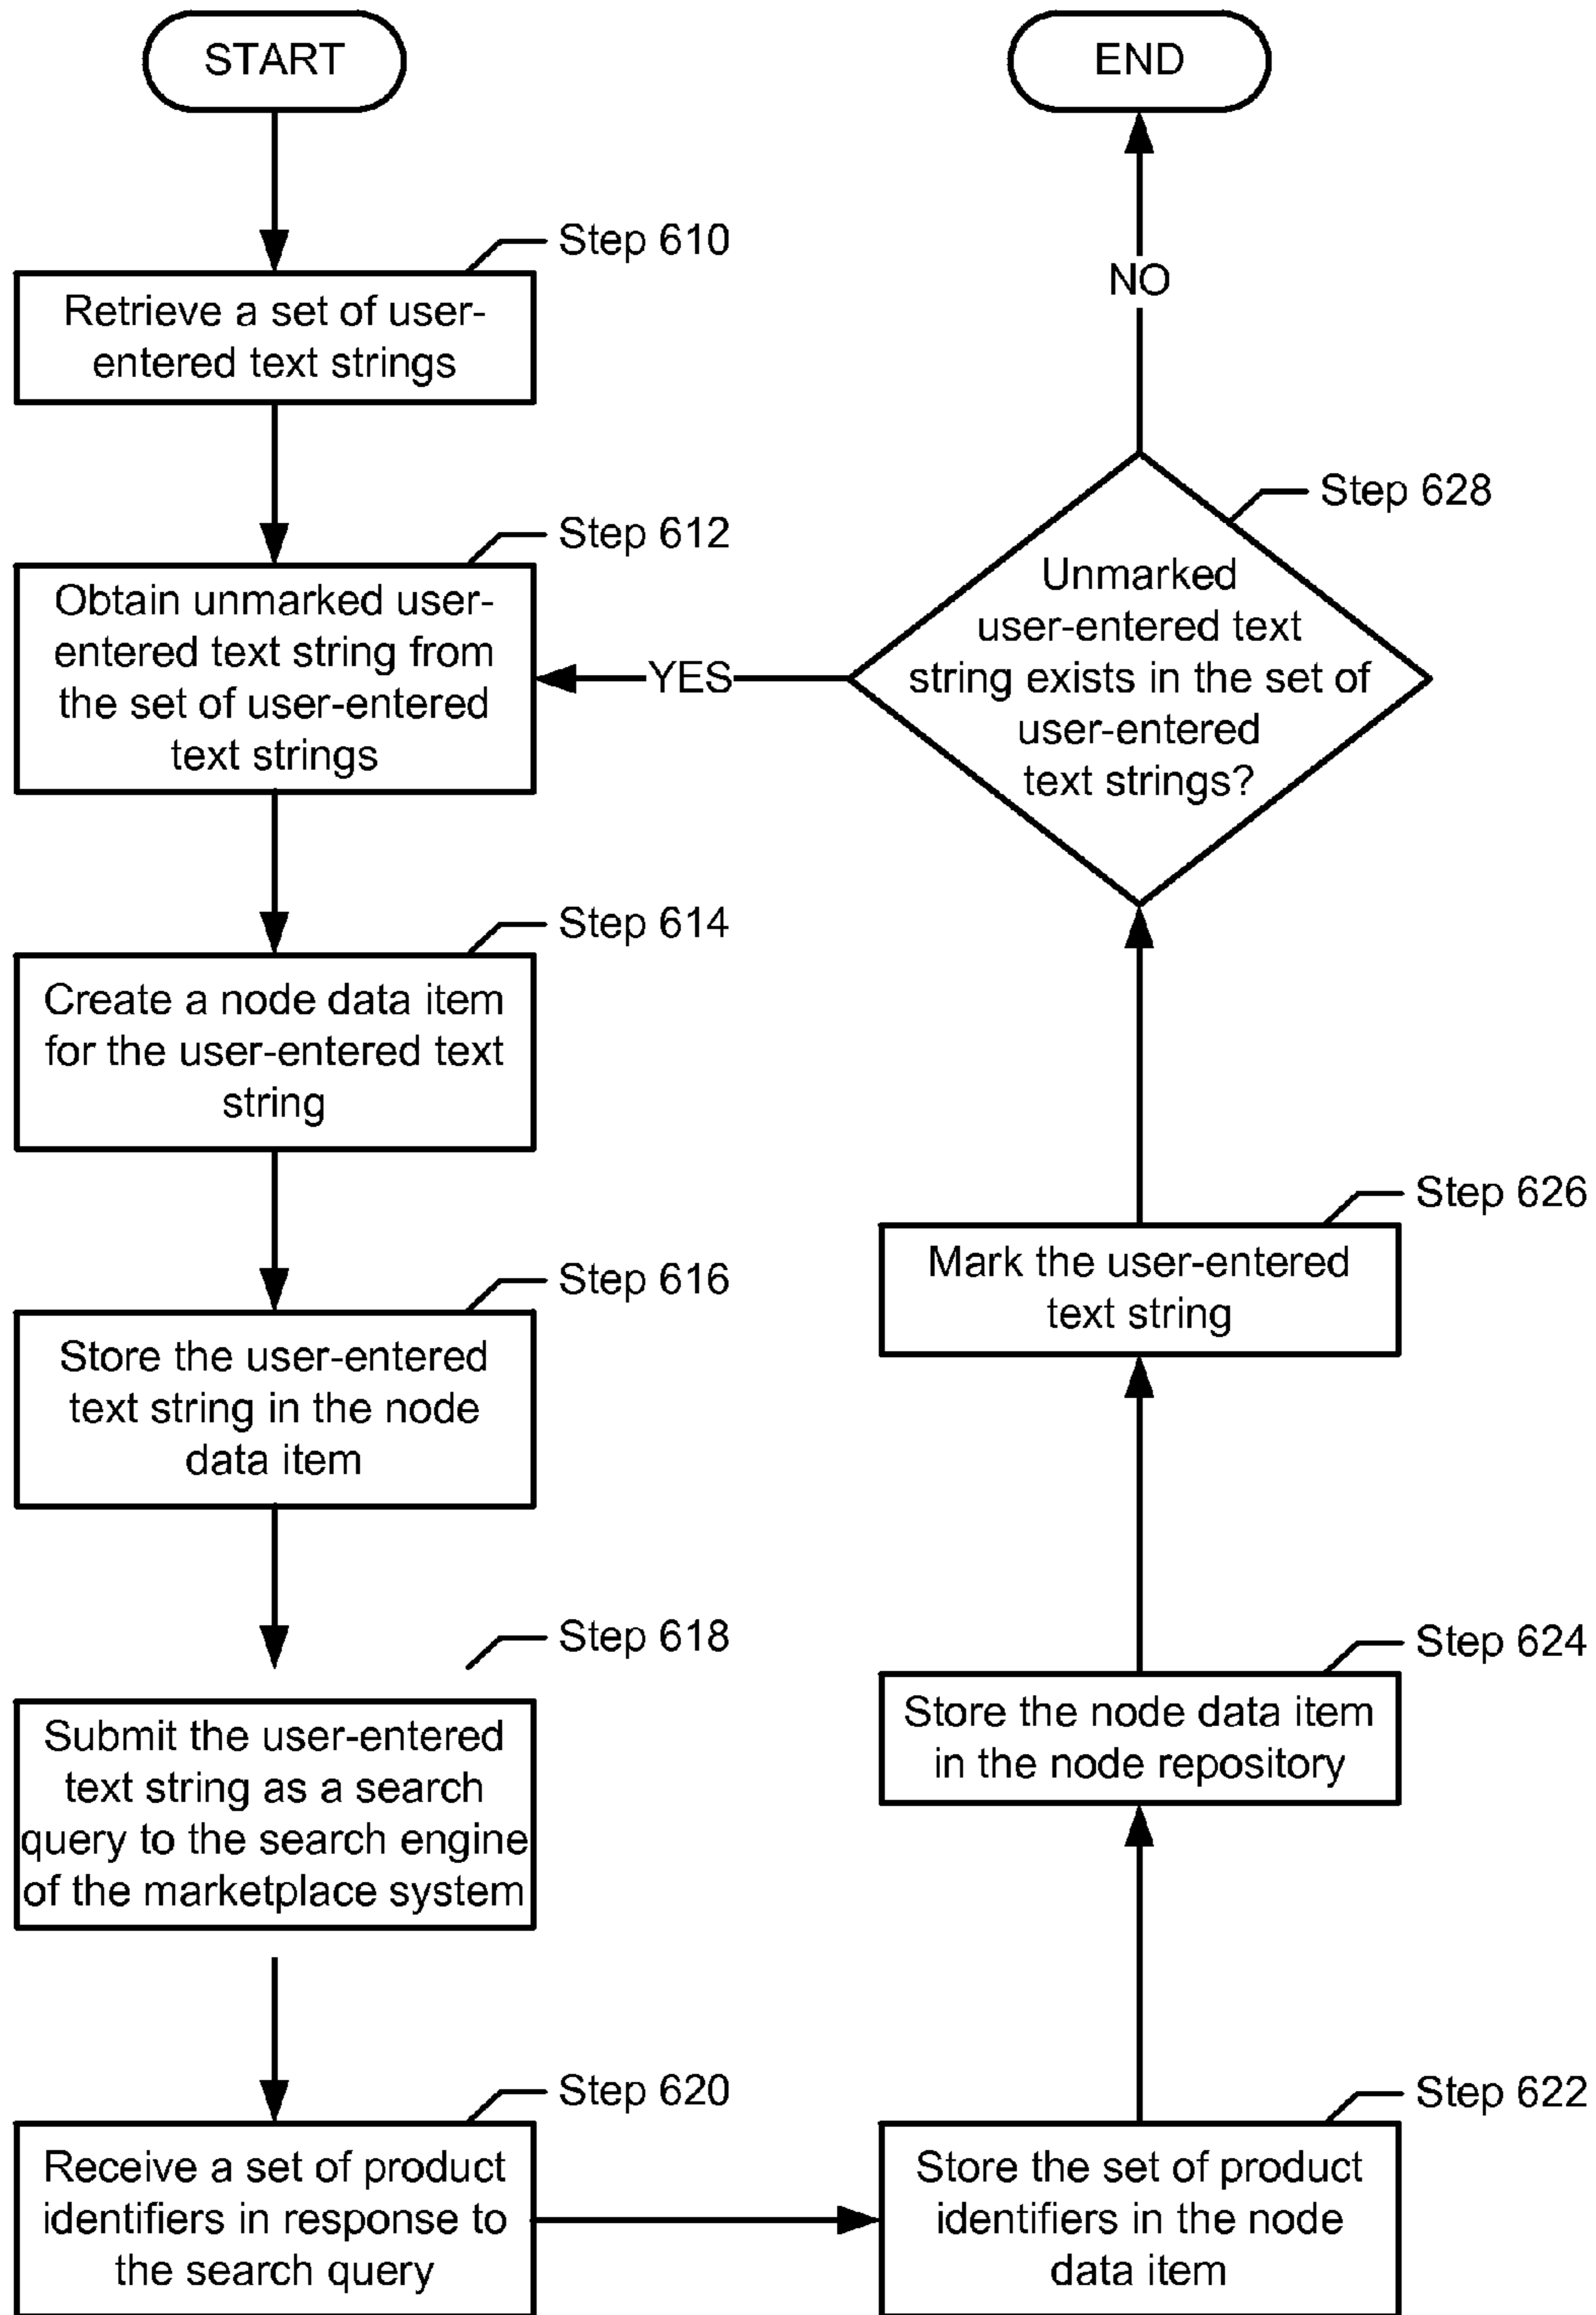 START
Step 610
Retrieve a set of user-
entered text strings
Step 612
Obtain unmarked user-
entered text string from
the set of user-entered
text strings
Step 614
Create a node data item
for the user-entered text
string
Step 616
Store the user-entered
text string in the node
data item
Step 618
Submit the user-entered
text string as a search
query to the search engine
of the marketplace system
Step 620
Receive a set of product
identifiers in response to
the search query
Step 622
Store the set of product
identifiers in the node
data item
Step 624
Store the node data item
in the node repository
Step 626
Mark the user-entered
text string
Step 628
Unmarked
user-entered text
string exists in the set of
user-entered
text strings?
YES
NO
END